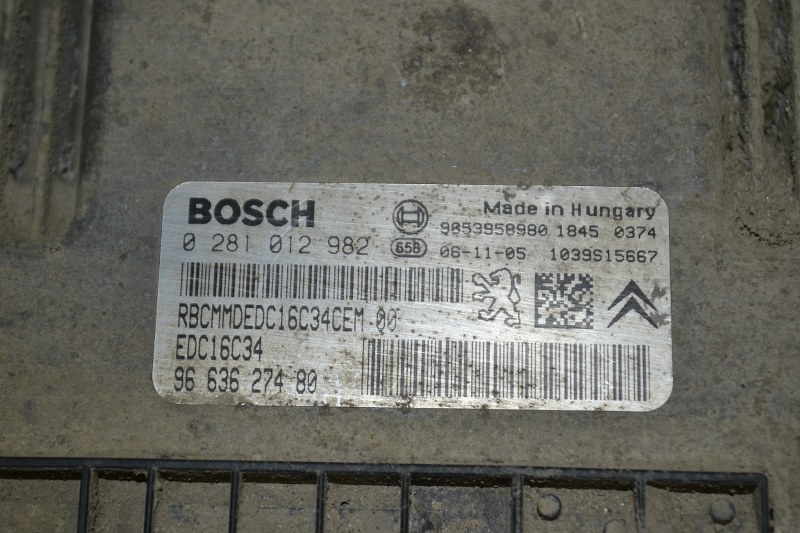 BOSCH
Made in Hungary
9853958980 1845 0374
0 281 012 982
658
06-11-05
1039S15667
RBCMMDEDC16C34CEM 00
EDC16C34
96 636 274 80